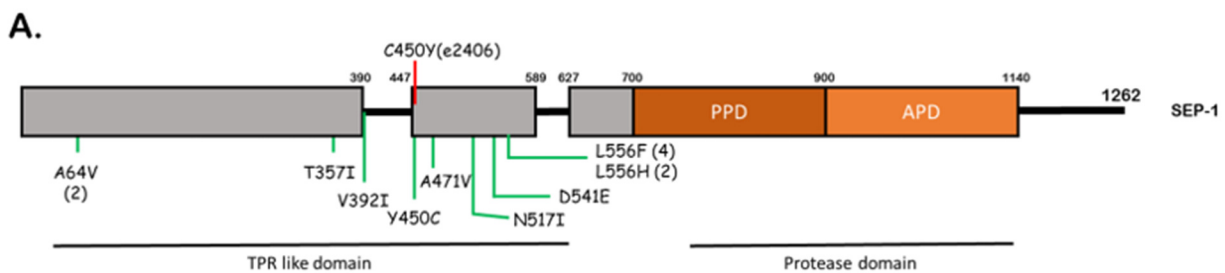 A.
C450Y(e2406)
390 447 589 627 700 900 1140
1262
PPD APD
SEP-1
A64V
(2)
T357I
V392I
Y450C
A471V
N517I
D541E
L556F (4)
L556H (2)
TPR like domain
Protease domain